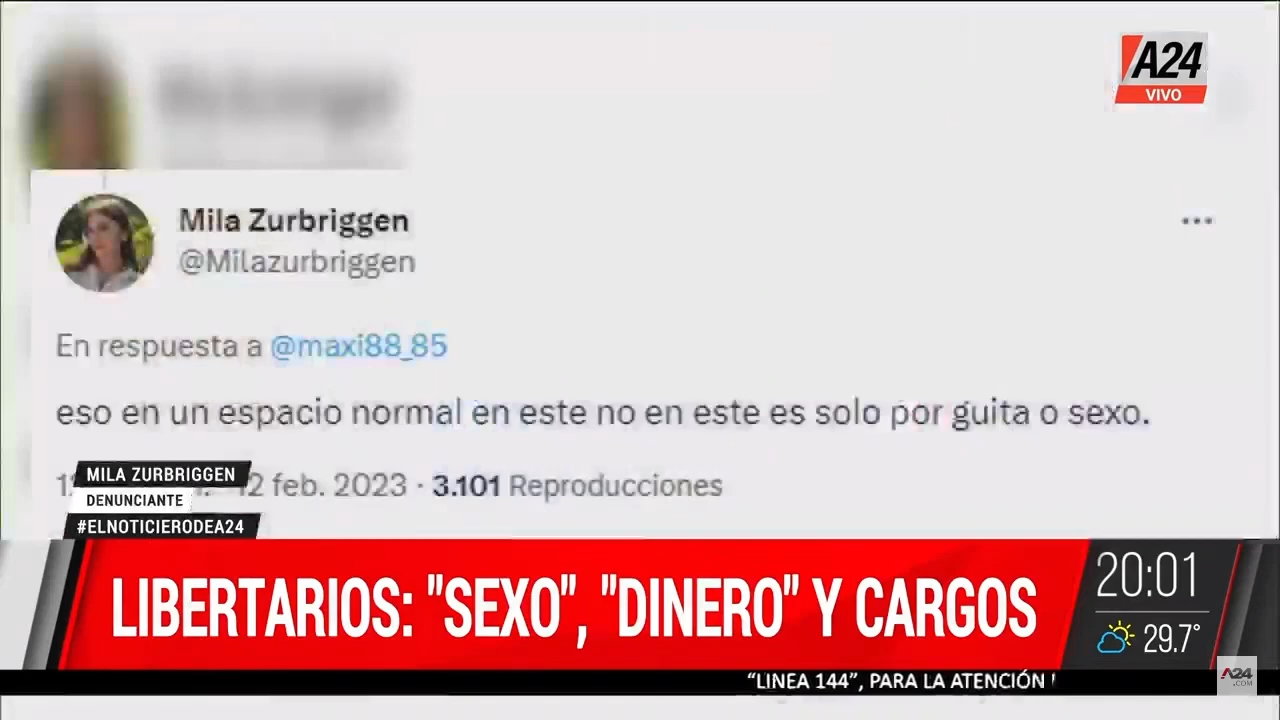 A24
VIVO
Mila Zurbriggen
@Milazurbriggen
En respuesta a @maxi88_85
eso en un espacio normal en este no en este es solo por guita o sexo.
12 feb. 2023 · 3.101 Reproducciones
MILA ZURBRIGGEN
DENUNCIANTE
#ELNOTICIERODEA24
LIBERTARIOS: "SEXO", "DINERO" Y CARGOS
20:01
29.7°
"LINEA 144", PARA LA ATENCIÓN
A24
.COM